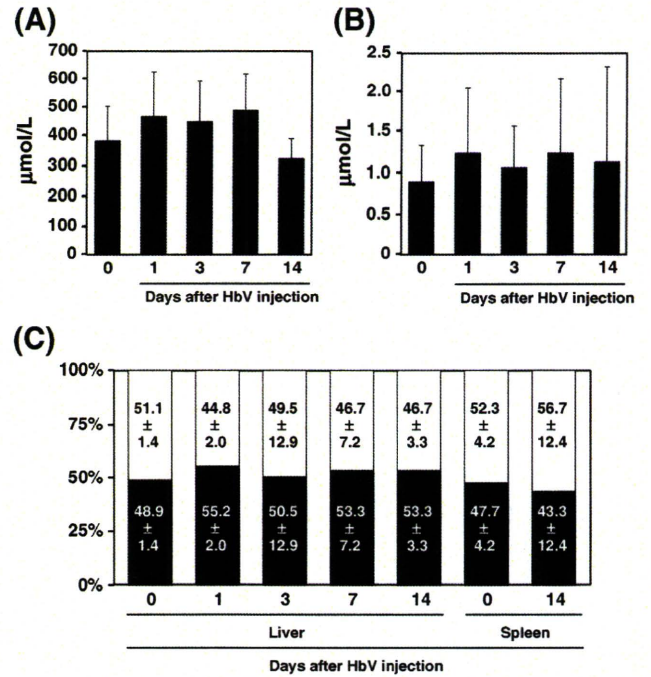 (A)
(B)
700
600
500
400
300
200
100
0
µmol/L
0 1 3 7 14
Days after HbV injection
2.5
2.0
1.5
1.0
0.5
0
µmol/L
0 1 3 7 14
Days after HbV injection
(C)
100%
75%
50%
25%
0%
51.1 44.8 49.5 46.7 46.7 52.3 56.7
± ± ± ± ± ± ±
1.4 2.0 12.9 7.2 3.3 4.2 12.4
48.9 55.2 50.5 53.3 53.3 47.7 43.3
± ± ± ± ± ± ±
1.4 2.0 12.9 7.2 3.3 4.2 12.4
0 1 3 7 14 0 14
Liver Spleen
Days after HbV injection